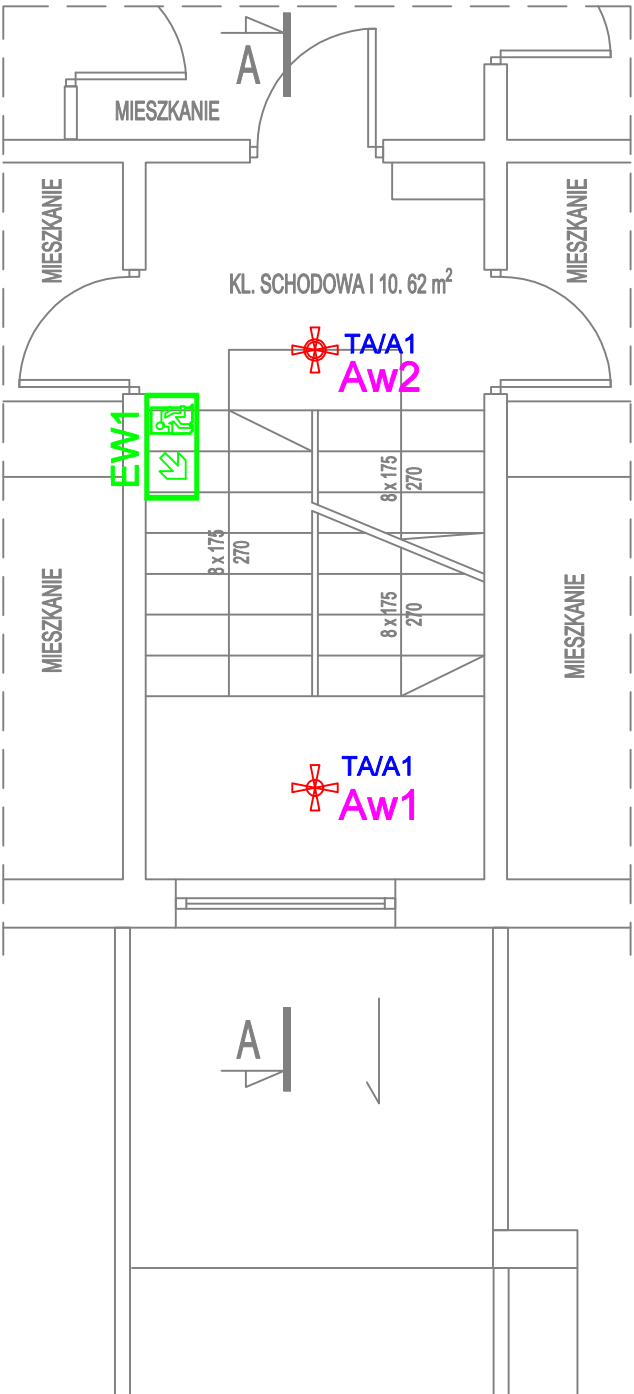 A
MIESZKANIE
MIESZKANIE
MIESZKANIE
KL. SCHODOWA I 10. 62 m²
TA/A1
Aw2
EW1
8 x 175
270
8 x 175
270
MIESZKANIE
8 x 175
270
MIESZKANIE
TA/A1
Aw1
A